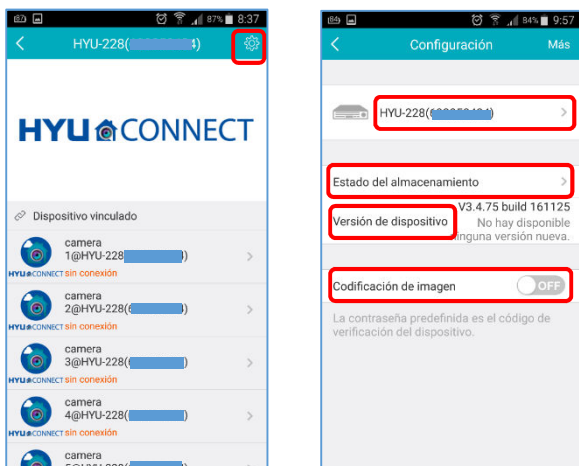 87% 8:37
HYU-228( 4)
HYU CONNECT
Dispositivo vinculado
camera
1@HYU-228 )
HYU CONNECT sin conexión
camera
2@HYU-228( )
HYU CONNECT sin conexión
camera
3@HYU-228( )
HYU CONNECT sin conexión
camera
4@HYU-228( )
HYU CONNECT sin conexión
camera
84% 9:57
Configuración Más
HYU-228( )
Estado del almacenamiento
V3.4.75 build 161125
Versión de dispositivo No hay disponible
ninguna versión nueva.
Codificación de imagen OFF
La contraseña predefinida es el código de
verificación del dispositivo.